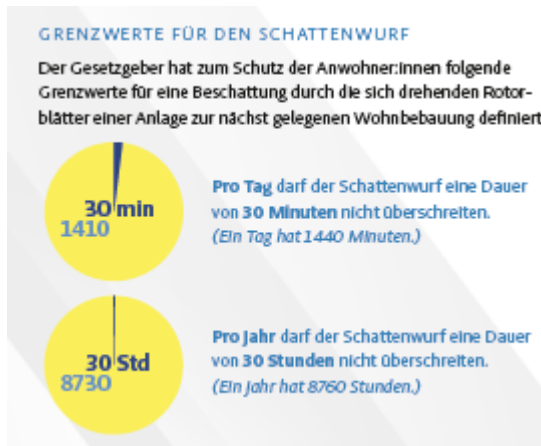 GRENZWERTE FÜR DEN SCHATTENWURF
Der Gesetzgeber hat zum Schutz der Anwohner:innen folgende
Grenzwerte für eine Beschattung durch die sich drehenden Rotor-
blätter einer Anlage zur nächst gelegenen Wohnbebauung definiert
30 min
1410
Pro Tag darf der Schattenwurf eine Dauer
von 30 Minuten nicht überschreiten.
(Ein Tag hat 1440 Minuten.)
30 Std
8730
Pro Jahr darf der Schattenwurf eine Dauer
von 30 Stunden nicht überschreiten.
(Ein Jahr hat 8760 Stunden.)